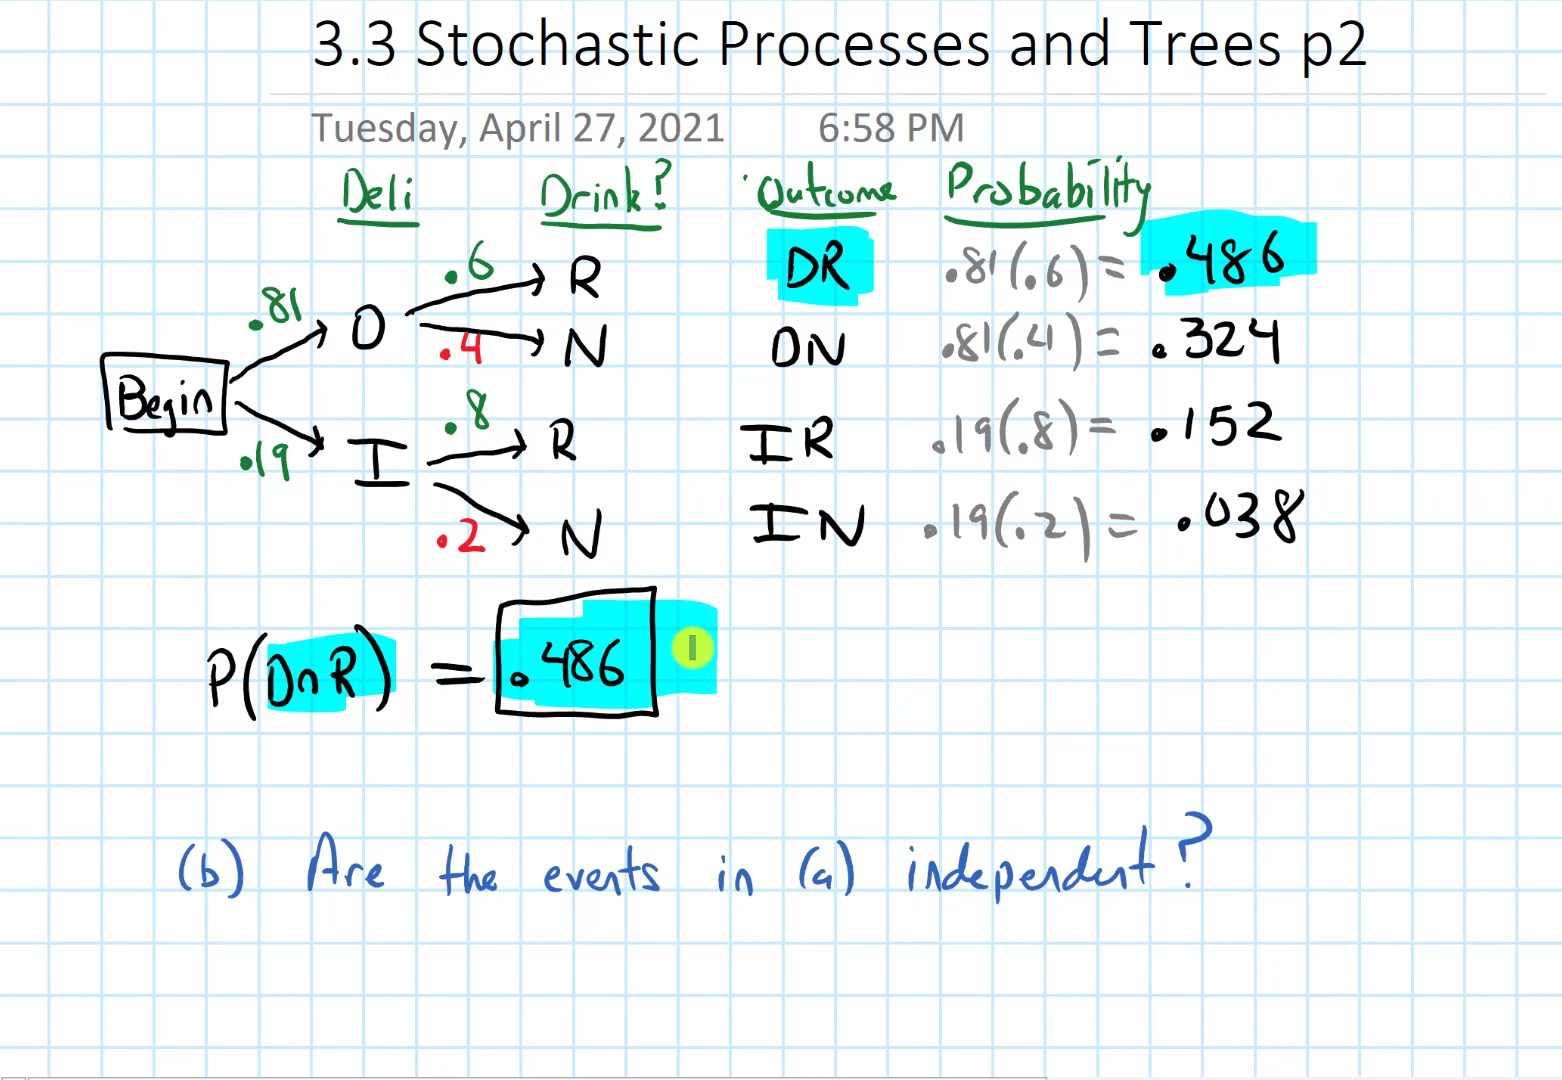 3.3 Stochastic Processes and Trees p2
Tuesday, April 27, 2021 6:58 PM
Deli Drink? Outcome Probability
.6 R DR .81(.6) = .486
.81 D
.4 N DN .81(.4) = .324
Begin
.8 R IR .19(.8) = .152
.19 I
.2 N IN .19(.2) = .038
P(D∩R) = .486
(b) Are the events in (a) independent?